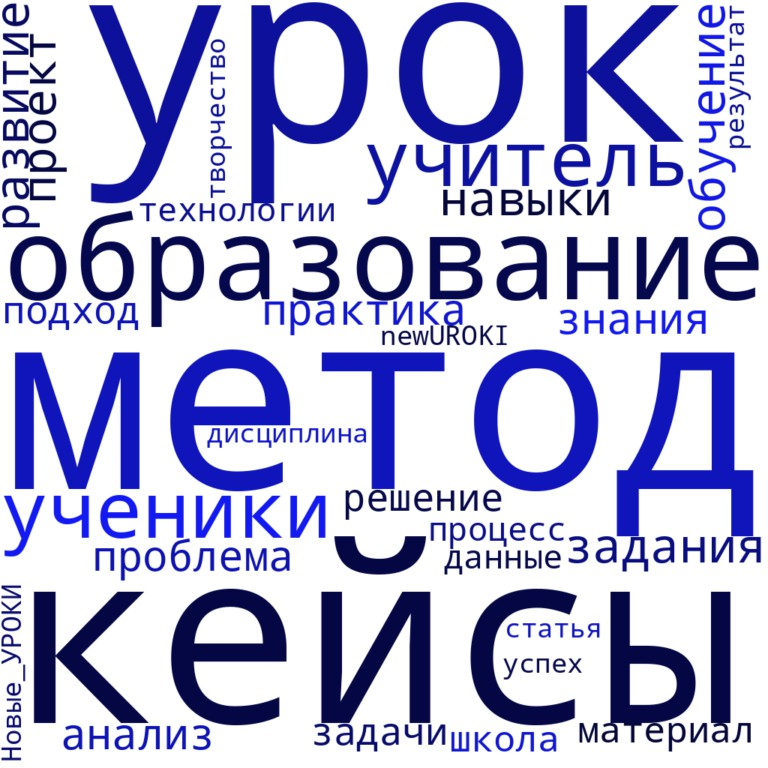 урок
развитие
проект
творчество
обучение
результат
учитель
навыки
технологии
образование
подход
практика
знания
newUROKI
метод
дисциплина
ученики
решение
процесс
проблема
данные
задания
кейсы
Новые_УРОКИ
статья
успех
анализ
задачи
школа
материал